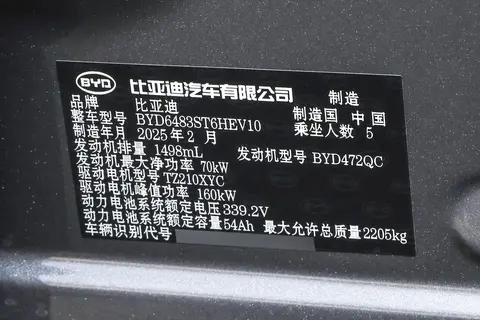 BYD 比亚迪汽车有限公司 制造
品牌 比亚迪 制造国 中国
整车型号 BYD6483ST6HEV10 乘坐人数 5
制造年月 2025年2月
发动机排量 1498mL 发动机型号 BYD472QC
发动机最大净功率 70kW
驱动电机型号 TZ210XYC
驱动电机峰值功率 160kW
动力电池系统额定电压 339.2V
动力电池系统额定容量 54Ah 最大允许总质量 2205kg
车辆识别代号